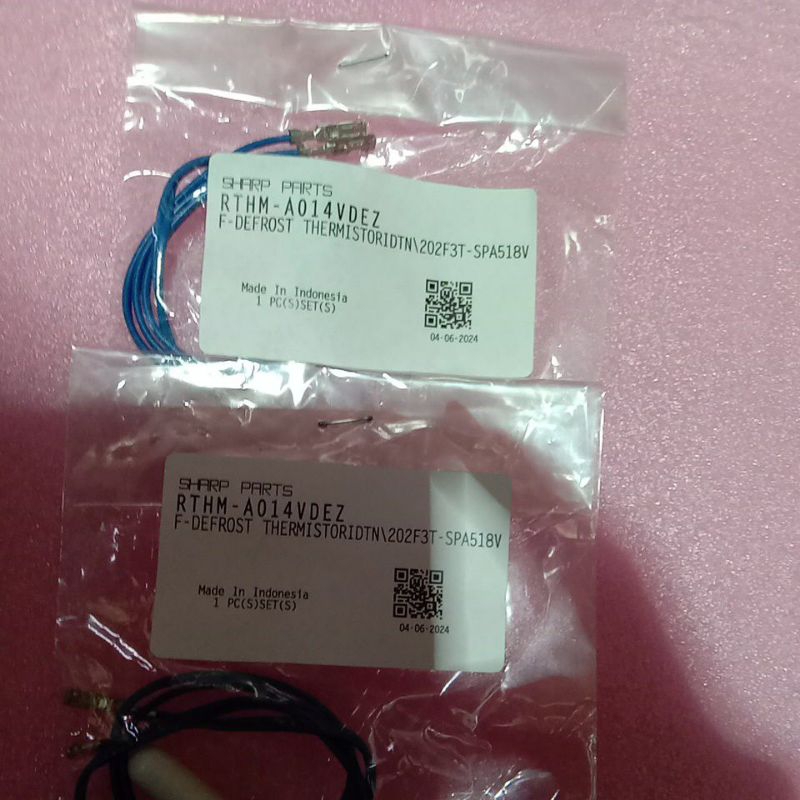 SHARP PARTS
RTHM-A014VDEZ
F-DEFROST THERMISTORIDTN\202F3T-SPA518V
Made In Indonesia
1 PC(S)SET(S)
04-06-2024
SHARP PARTS
RTHM-A014VDEZ
F-DEFROST THERMISTORIDTN\202F3T-SPA518V
Made In Indonesia
1 PC(S)SET(S)
04-06-2024